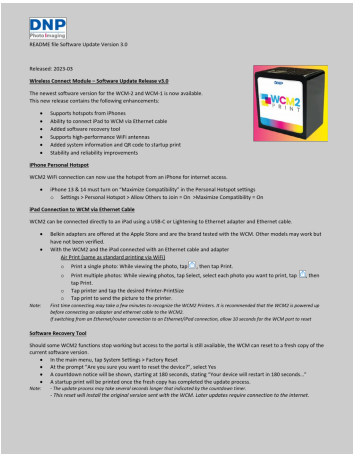 DNP
Photo Imaging
README file Software Update Version 3.0
Released: 2023-03
Wireless Connect Module – Software Update Release v3.0
The newest software version for the WCM-2 and WCM-1 is now available.
This new release contains the following enhancements:
• Supports hotspots from iPhones
• Ability to connect iPad to WCM via Ethernet cable
• Added software recovery tool
• Supports high-performance WiFi antennas
• Added system information and QR code to startup print
• Stability and reliability improvements
WCM2
PRINT
iPhone Personal Hotspot
WCM2 WiFi connection can now use the hotspot from an iPhone for internet access.
• iPhone 13 & 14 must turn on "Maximize Compatibility" in the Personal Hotspot settings
o Settings > Personal Hotspot > Allow Others to Join = On >Maximize Compatibility = On
iPad Connection to WCM via Ethernet Cable
WCM2 can be connected directly to an iPad using a USB-C or Lightening to Ethernet adapter and Ethernet cable.
• Belkin adapters are offered at the Apple Store and are the brand tested with the WCM. Other models may work but
have not been verified.
• With the WCM2 and the iPad connected with an Ethernet cable and adapter
Air Print (same as standard printing via WiFi)
o Print a single photo: While viewing the photo, tap , then tap Print.
o Print multiple photos: While viewing photos, tap Select, select each photo you want to print, tap , then
tap Print.
o Tap printer and tap the desired Printer-PrintSize
o Tap print to send the picture to the printer.
Note: First time connecting may take a few minutes to recognize the WCM2 Printers. It is recommended that the WCM2 is powered up
before connecting an adapter and ethernet cable to the WCM2.
If switching from an Ethernet/router connection to an Ethernet/iPad connection, allow 10 seconds for the WCM port to reset
Software Recovery Tool
Should some WCM2 functions stop working but access to the portal is still available, the WCM can reset to a fresh copy of the
current software version.
• In the main menu, tap System Settings > Factory Reset
• At the prompt "Are you sure you want to reset the device?", select Yes
• A countdown notice will be shown, starting at 180 seconds, stating "Your device will restart in 180 seconds..."
• A startup print will be printed once the fresh copy has completed the update process.
Note: - The update process may take several seconds longer that indicated by the countdown timer.
- This reset will install the original version sent with the WCM. Later updates require connection to the internet.